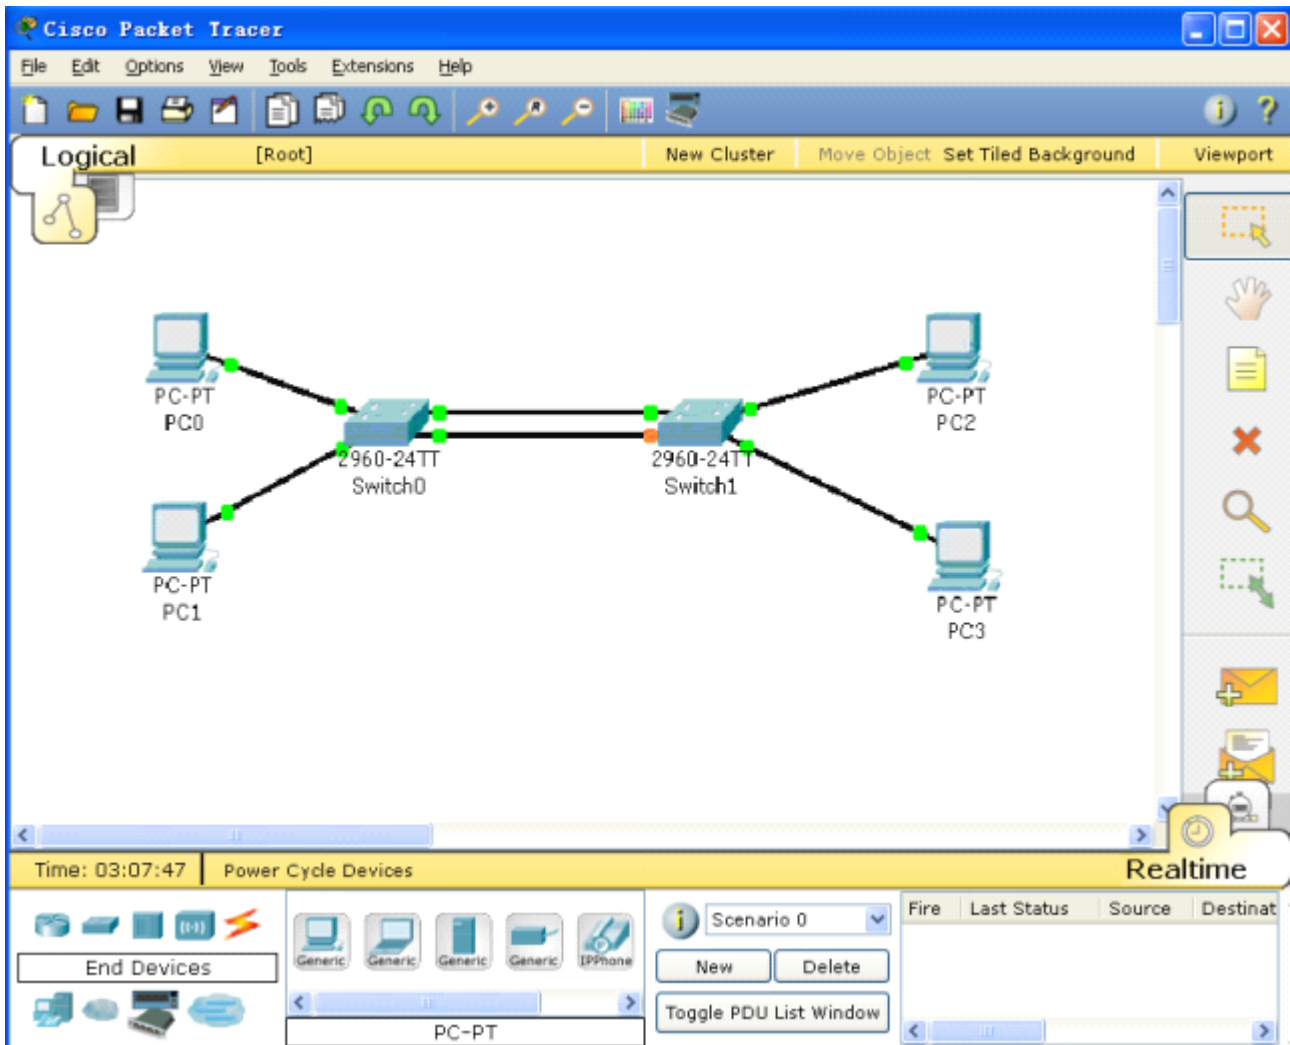 Cisco Packet Tracer
File Edit Options View Tools Extensions Help
Logical [Root] New Cluster Move Object Set Tiled Background Viewport
PC-PT
PC0
PC-PT
PC2
2960-24TT
Switch0
2960-24TT
Switch1
PC-PT
PC1
PC-PT
PC3
Time: 03:07:47 Power Cycle Devices Realtime
End Devices
Generic Generic Generic Generic IPPhone
PC-PT
Scenario 0
New Delete
Toggle PDU List Window
Fire Last Status Source Destinat